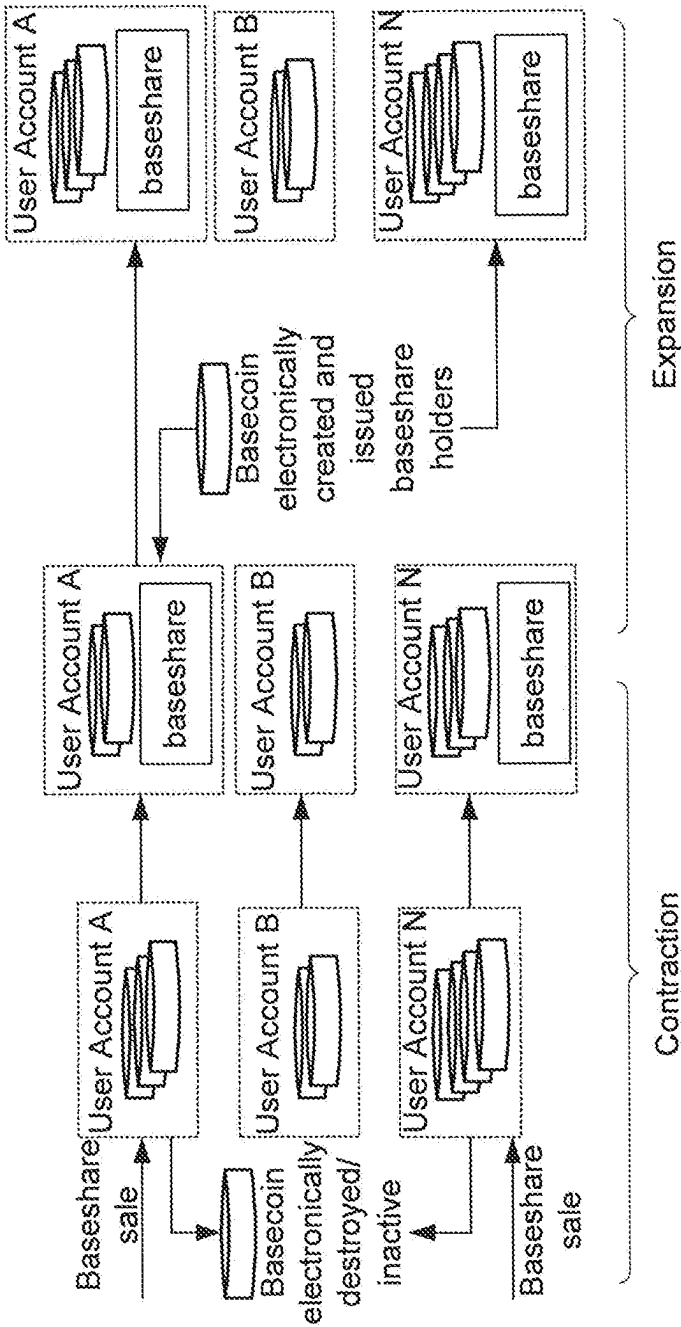 Baseshare
sale
Basecoin
electronically
destroyed/
inactive
Baseshare
sale
User Account A
User Account B
User Account N
User Account A
baseshare
User Account B
User Account N
baseshare
Basecoin
electronically
created and
issued
baseshare
holders
User Account A
baseshare
User Account B
User Account N
baseshare
Contraction
Expansion